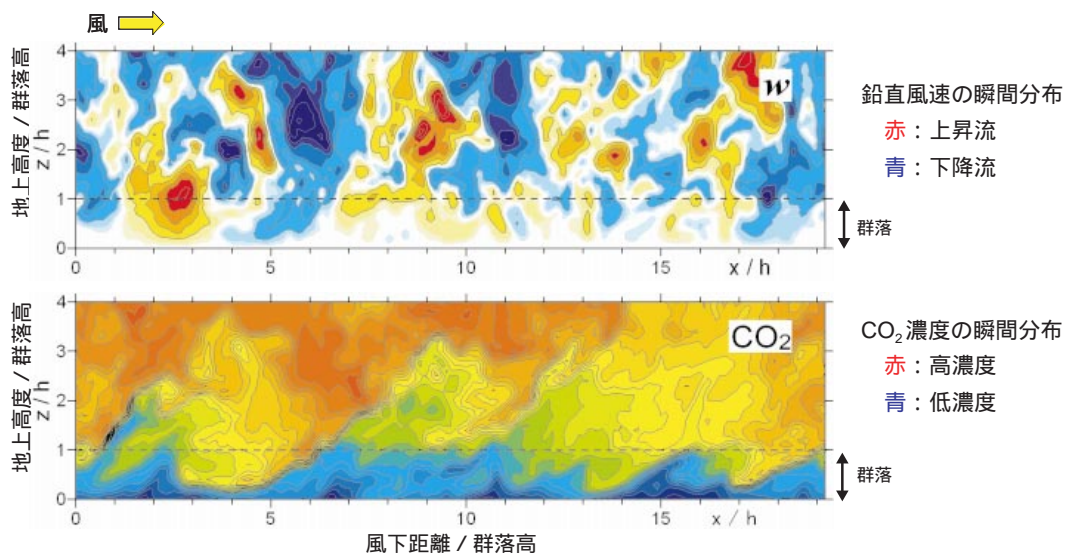 風
地上高度 / 群落高
z / h
4
3
2
1
0
w
0
5
10
15
x / h
鉛直風速の瞬間分布
赤：上昇流
青：下降流
群落
地上高度 / 群落高
z / h
4
3
2
1
0
CO₂
0
5
10
15
x / h
風下距離 / 群落高
CO₂濃度の瞬間分布
赤：高濃度
青：低濃度
群落